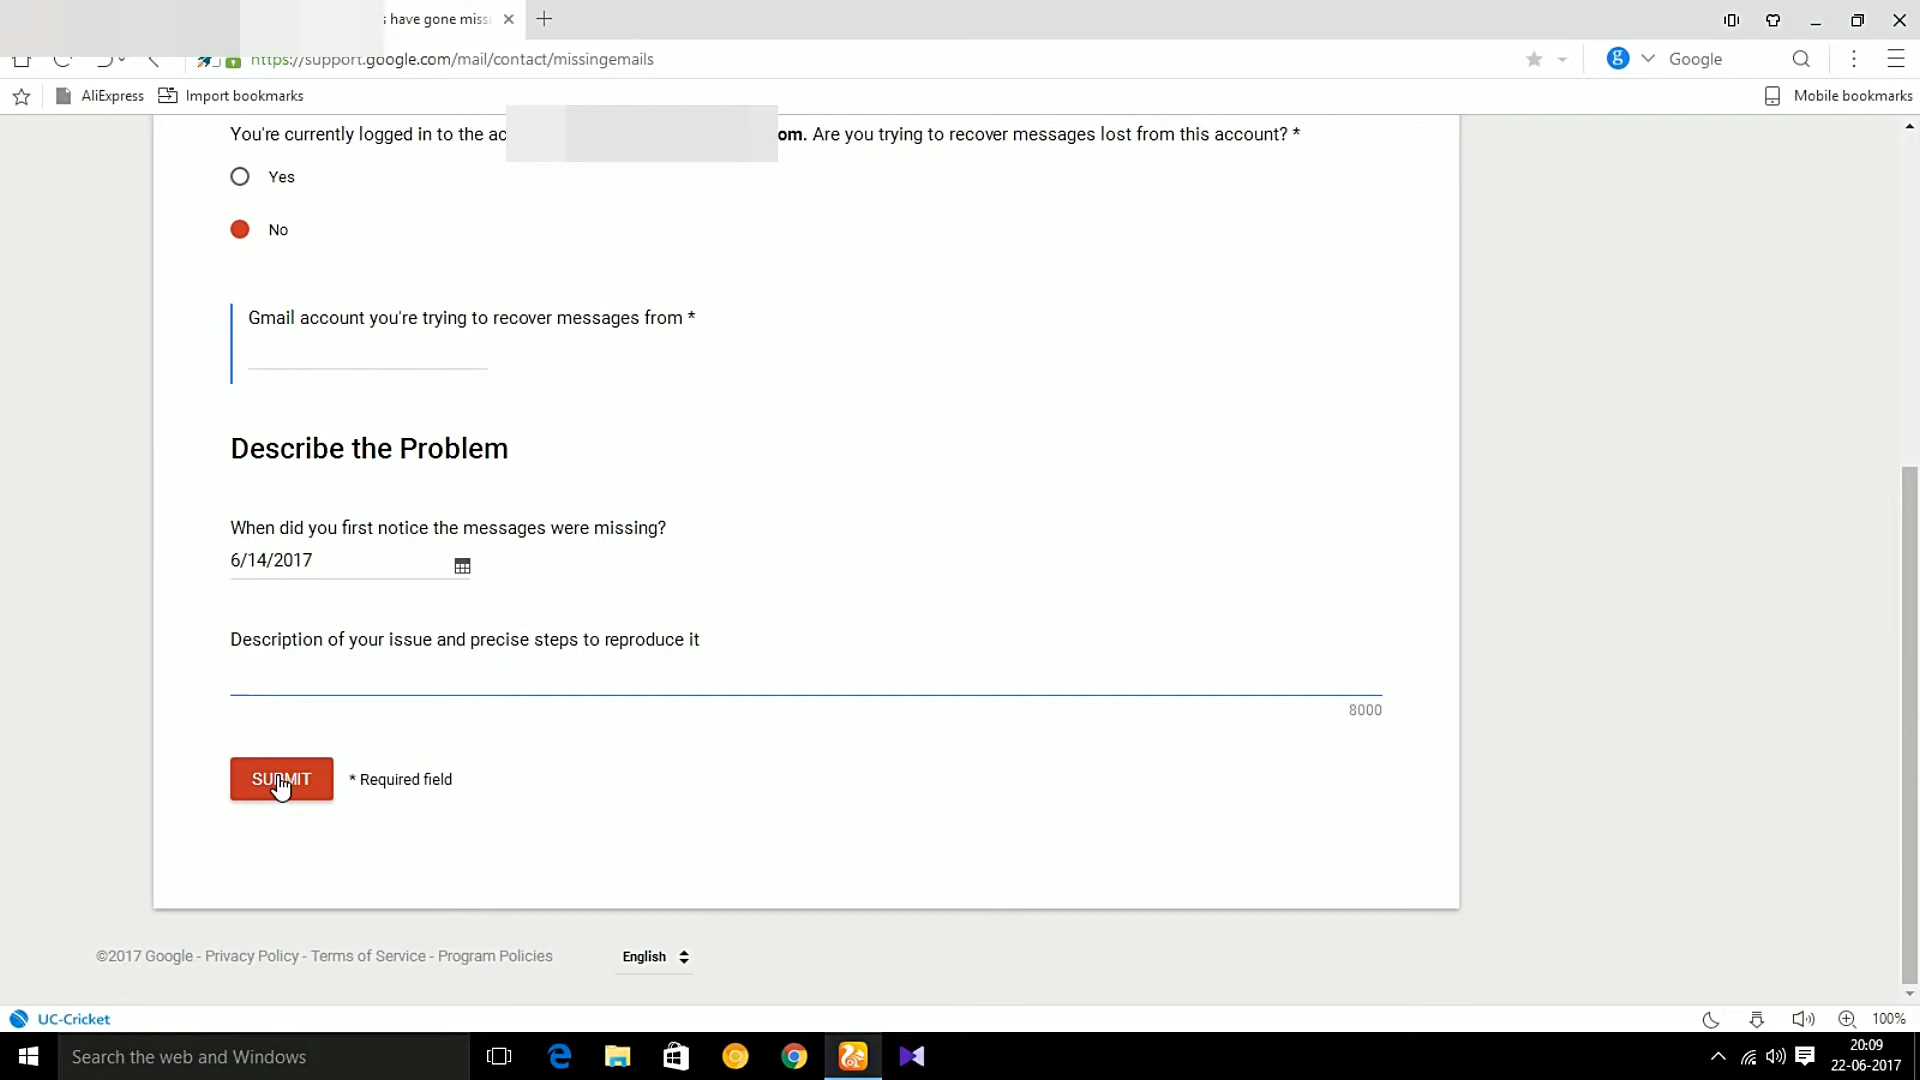 s have gone miss
https://support.google.com/mail/contact/missingemails
Google
AliExpress Import bookmarks
Mobile bookmarks
You're currently logged in to the ac om. Are you trying to recover messages lost from this account? *
Yes
No
Gmail account you're trying to recover messages from *
Describe the Problem
When did you first notice the messages were missing?
6/14/2017
Description of your issue and precise steps to reproduce it
8000
SUBMIT * Required field
©2017 Google - Privacy Policy - Terms of Service - Program Policies English
UC-Cricket
100%
Search the web and Windows
20:09
22-06-2017